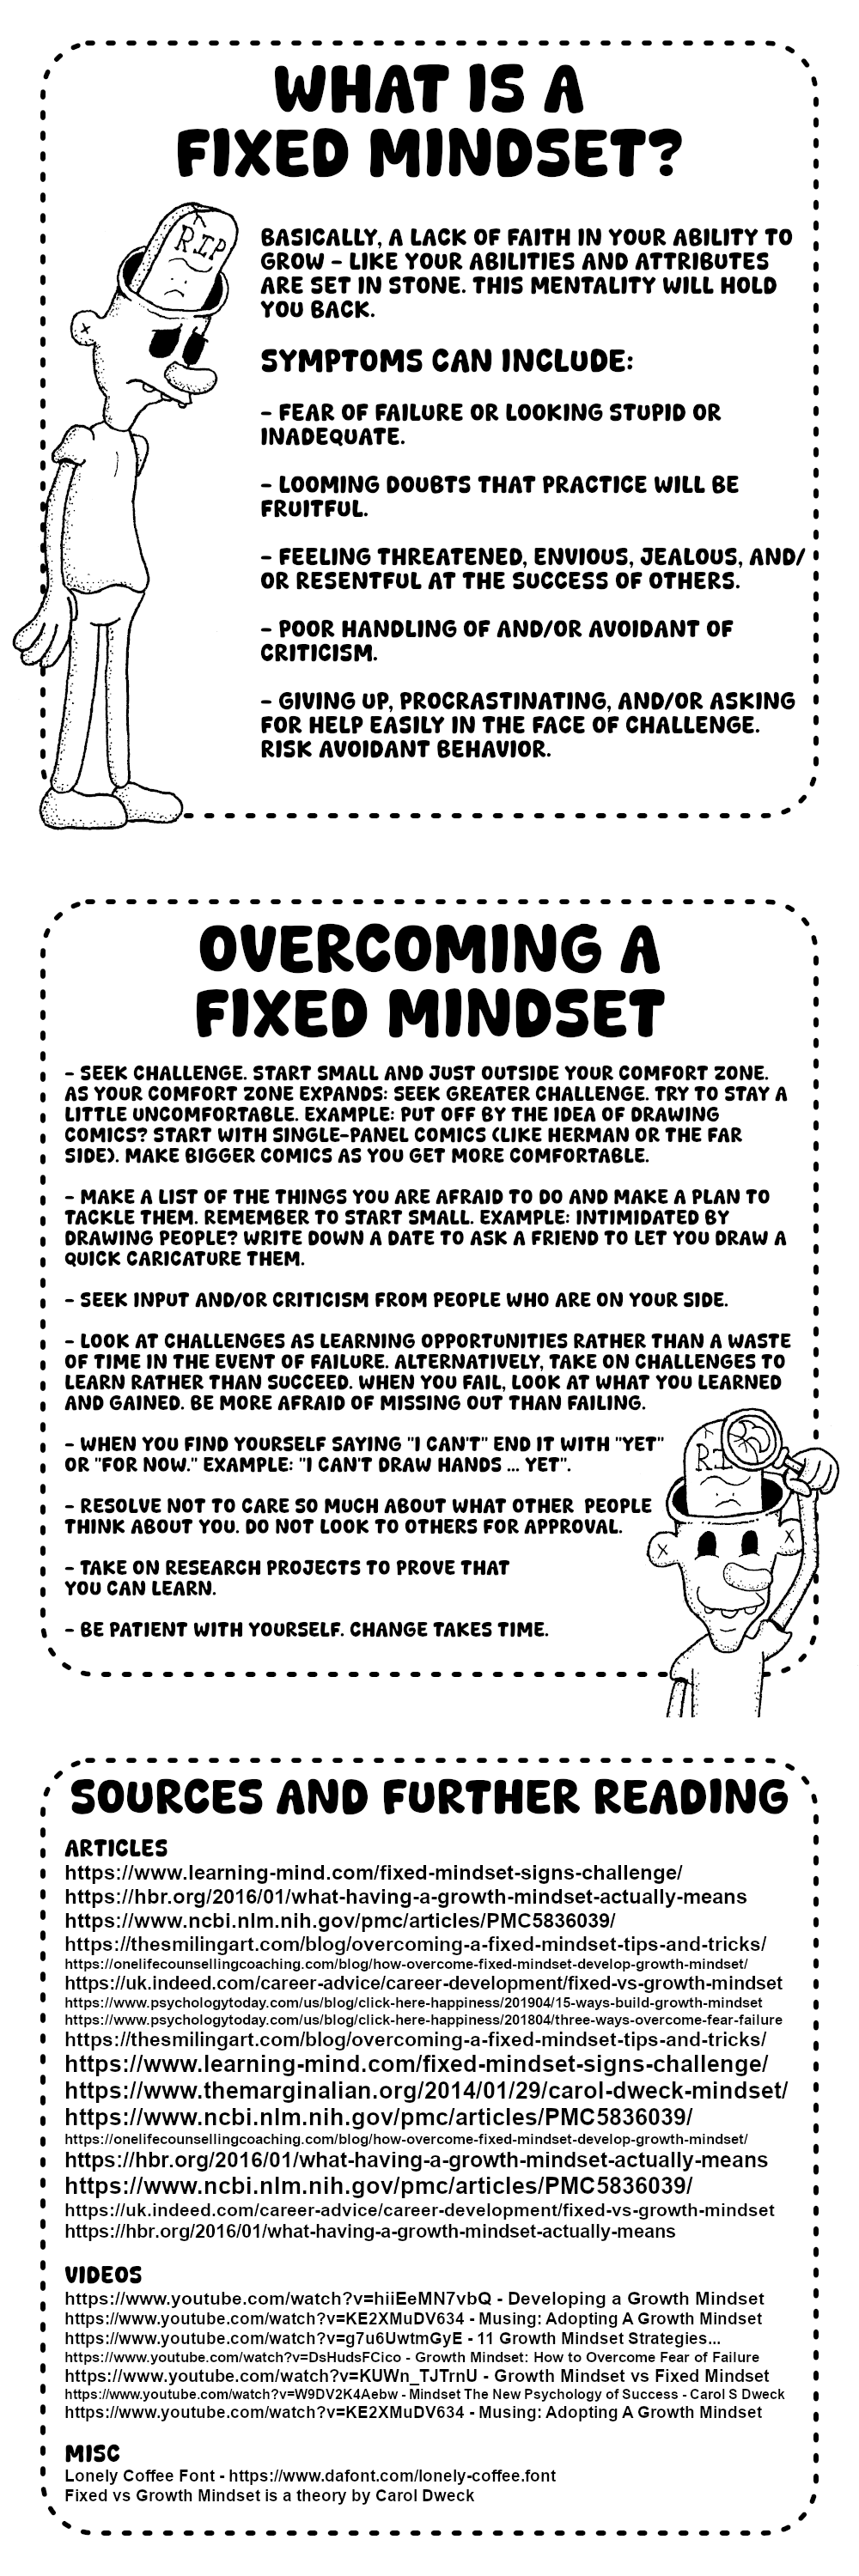 WHAT IS A
FIXED MINDSET?
RIP
BASICALLY, A LACK OF FAITH IN YOUR ABILITY TO
GROW - LIKE YOUR ABILITIES AND ATTRIBUTES
ARE SET IN STONE. THIS MENTALITY WILL HOLD
YOU BACK.
SYMPTOMS CAN INCLUDE:
- FEAR OF FAILURE OR LOOKING STUPID OR
INADEQUATE.
- LOOMING DOUBTS THAT PRACTICE WILL BE
FRUITFUL.
- FEELING THREATENED, ENVIOUS, JEALOUS, AND/
OR RESENTFUL AT THE SUCCESS OF OTHERS.
- POOR HANDLING OF AND/OR AVOIDANT OF
CRITICISM.
- GIVING UP, PROCRASTINATING, AND/OR ASKING
FOR HELP EASILY IN THE FACE OF CHALLENGE.
RISK AVOIDANT BEHAVIOR.
OVERCOMING A
FIXED MINDSET
- SEEK CHALLENGE. START SMALL AND JUST OUTSIDE YOUR COMFORT ZONE.
AS YOUR COMFORT ZONE EXPANDS: SEEK GREATER CHALLENGE. TRY TO STAY A
LITTLE UNCOMFORTABLE. EXAMPLE: PUT OFF BY THE IDEA OF DRAWING
COMICS? START WITH SINGLE-PANEL COMICS (LIKE HERMAN OR THE FAR
SIDE). MAKE BIGGER COMICS AS YOU GET MORE COMFORTABLE.
- MAKE A LIST OF THE THINGS YOU ARE AFRAID TO DO AND MAKE A PLAN TO
TACKLE THEM. REMEMBER TO START SMALL. EXAMPLE: INTIMIDATED BY
DRAWING PEOPLE? WRITE DOWN A DATE TO ASK A FRIEND TO LET YOU DRAW A
QUICK CARICATURE THEM.
- SEEK INPUT AND/OR CRITICISM FROM PEOPLE WHO ARE ON YOUR SIDE.
- LOOK AT CHALLENGES AS LEARNING OPPORTUNITIES RATHER THAN A WASTE
OF TIME IN THE EVENT OF FAILURE. ALTERNATIVELY, TAKE ON CHALLENGES TO
LEARN RATHER THAN SUCCEED. WHEN YOU FAIL, LOOK AT WHAT YOU LEARNED
AND GAINED. BE MORE AFRAID OF MISSING OUT THAN FAILING.
- WHEN YOU FIND YOURSELF SAYING "I CAN'T" END IT WITH "YET"
OR "FOR NOW." EXAMPLE: "I CAN'T DRAW HANDS ... YET".
- RESOLVE NOT TO CARE SO MUCH ABOUT WHAT OTHER PEOPLE
THINK ABOUT YOU. DO NOT LOOK TO OTHERS FOR APPROVAL.
- TAKE ON RESEARCH PROJECTS TO PROVE THAT
YOU CAN LEARN.
- BE PATIENT WITH YOURSELF. CHANGE TAKES TIME.
SOURCES AND FURTHER READING
ARTICLES
https://www.learning-mind.com/fixed-mindset-signs-challenge/
https://hbr.org/2016/01/what-having-a-growth-mindset-actually-means
https://www.ncbi.nlm.nih.gov/pmc/articles/PMC5836039/
https://thesmilingart.com/blog/overcoming-a-fixed-mindset-tips-and-tricks/
https://onelifecounsellingcoaching.com/blog/how-overcome-fixed-mindset-develop-growth-mindset/
https://uk.indeed.com/career-advice/career-development/fixed-vs-growth-mindset
https://www.psychologytoday.com/us/blog/click-here-happiness/201904/15-ways-build-growth-mindset
https://www.psychologytoday.com/us/blog/click-here-happiness/201804/three-ways-overcome-fear-failure
https://thesmilingart.com/blog/overcoming-a-fixed-mindset-tips-and-tricks/
https://www.learning-mind.com/fixed-mindset-signs-challenge/
https://www.themarginalian.org/2014/01/29/carol-dweck-mindset/
https://www.ncbi.nlm.nih.gov/pmc/articles/PMC5836039/
https://onelifecounsellingcoaching.com/blog/how-overcome-fixed-mindset-develop-growth-mindset/
https://hbr.org/2016/01/what-having-a-growth-mindset-actually-means
https://www.ncbi.nlm.nih.gov/pmc/articles/PMC5836039/
https://uk.indeed.com/career-advice/career-development/fixed-vs-growth-mindset
https://hbr.org/2016/01/what-having-a-growth-mindset-actually-means
VIDEOS
https://www.youtube.com/watch?v=hiiEeMN7vbQ - Developing a Growth Mindset
https://www.youtube.com/watch?v=KE2XMuDV634 - Musing: Adopting A Growth Mindset
https://www.youtube.com/watch?v=g7u6UwtmGyE - 11 Growth Mindset Strategies...
https://www.youtube.com/watch?v=DsHudsFCico - Growth Mindset: How to Overcome Fear of Failure
https://www.youtube.com/watch?v=KUWn_TJTrnU - Growth Mindset vs Fixed Mindset
https://www.youtube.com/watch?v=W9DV2K4Aebw - Mindset The New Psychology of Success - Carol S Dweck
https://www.youtube.com/watch?v=KE2XMuDV634 - Musing: Adopting A Growth Mindset
MISC
Lonely Coffee Font - https://www.dafont.com/lonely-coffee.font
Fixed vs Growth Mindset is a theory by Carol Dweck